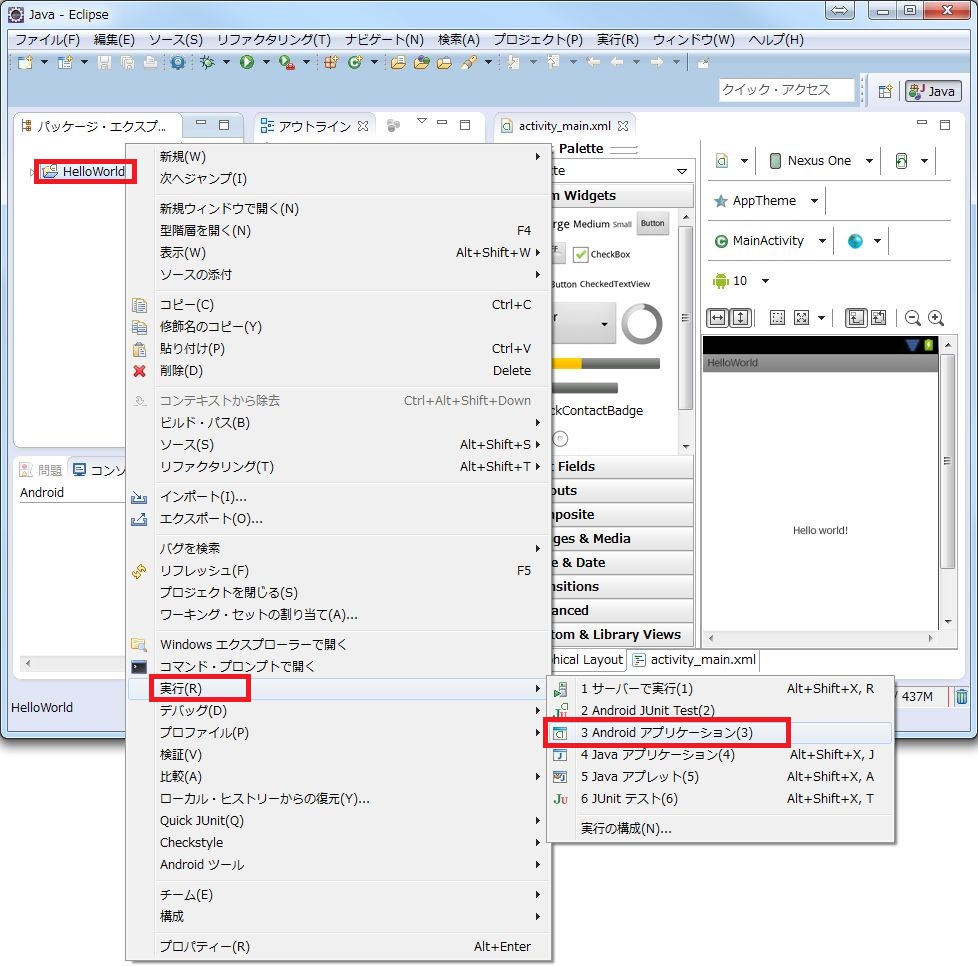 Java - Eclipse
ファイル(F) 編集(E) ソース(S) リファクタリング(T) ナビゲート(N) 検索(A) プロジェクト(P) 実行(R) ウィンドウ(W) ヘルプ(H)
クイック・アクセス
Java
パッケージ・エクスプ...
アウトライン
activity_main.xml
HelloWorld
新規(W)
次へジャンプ(I)
新規ウィンドウで開く(N)
型階層を開く(N) F4
表示(W) Alt+Shift+W
ソースの添付
コピー(C) Ctrl+C
修飾名のコピー(Y)
貼り付け(P) Ctrl+V
削除(D) Delete
コンテキストから除去 Ctrl+Alt+Shift+Down
ビルド・パス(B)
ソース(S) Alt+Shift+S
リファクタリング(T) Alt+Shift+T
インポート(I)...
エクスポート(O)...
バグを検索
リフレッシュ(F) F5
プロジェクトを閉じる(S)
ワーキング・セットの割り当て(A)...
Windows エクスプローラーで開く
コマンド・プロンプトで開く
実行(R)
デバッグ(D)
プロファイル(P)
検証(V)
比較(A)
ローカル・ヒストリーからの復元(Y)...
Quick JUnit(Q)
Checkstyle
Android ツール
チーム(E)
構成
プロパティー(R) Alt+Enter
1 サーバーで実行(1) Alt+Shift+X, R
2 Android JUnit Test(2)
3 Android アプリケーション(3)
4 Java アプリケーション(4) Alt+Shift+X, J
5 Java アプレット(5) Alt+Shift+X, A
6 JUnit テスト(6) Alt+Shift+X, T
実行の構成(N)...
Palette
Widgets
Medium Small Button
CheckBox
CheckedTextView
ckContactBadge
Fields
& Media
& Date
& Library Views
Layout
activity_main.xml
Nexus One
AppTheme
MainActivity
10
HelloWorld
Hello world!
問題
コンソ
Android
HelloWorld
/ 437M